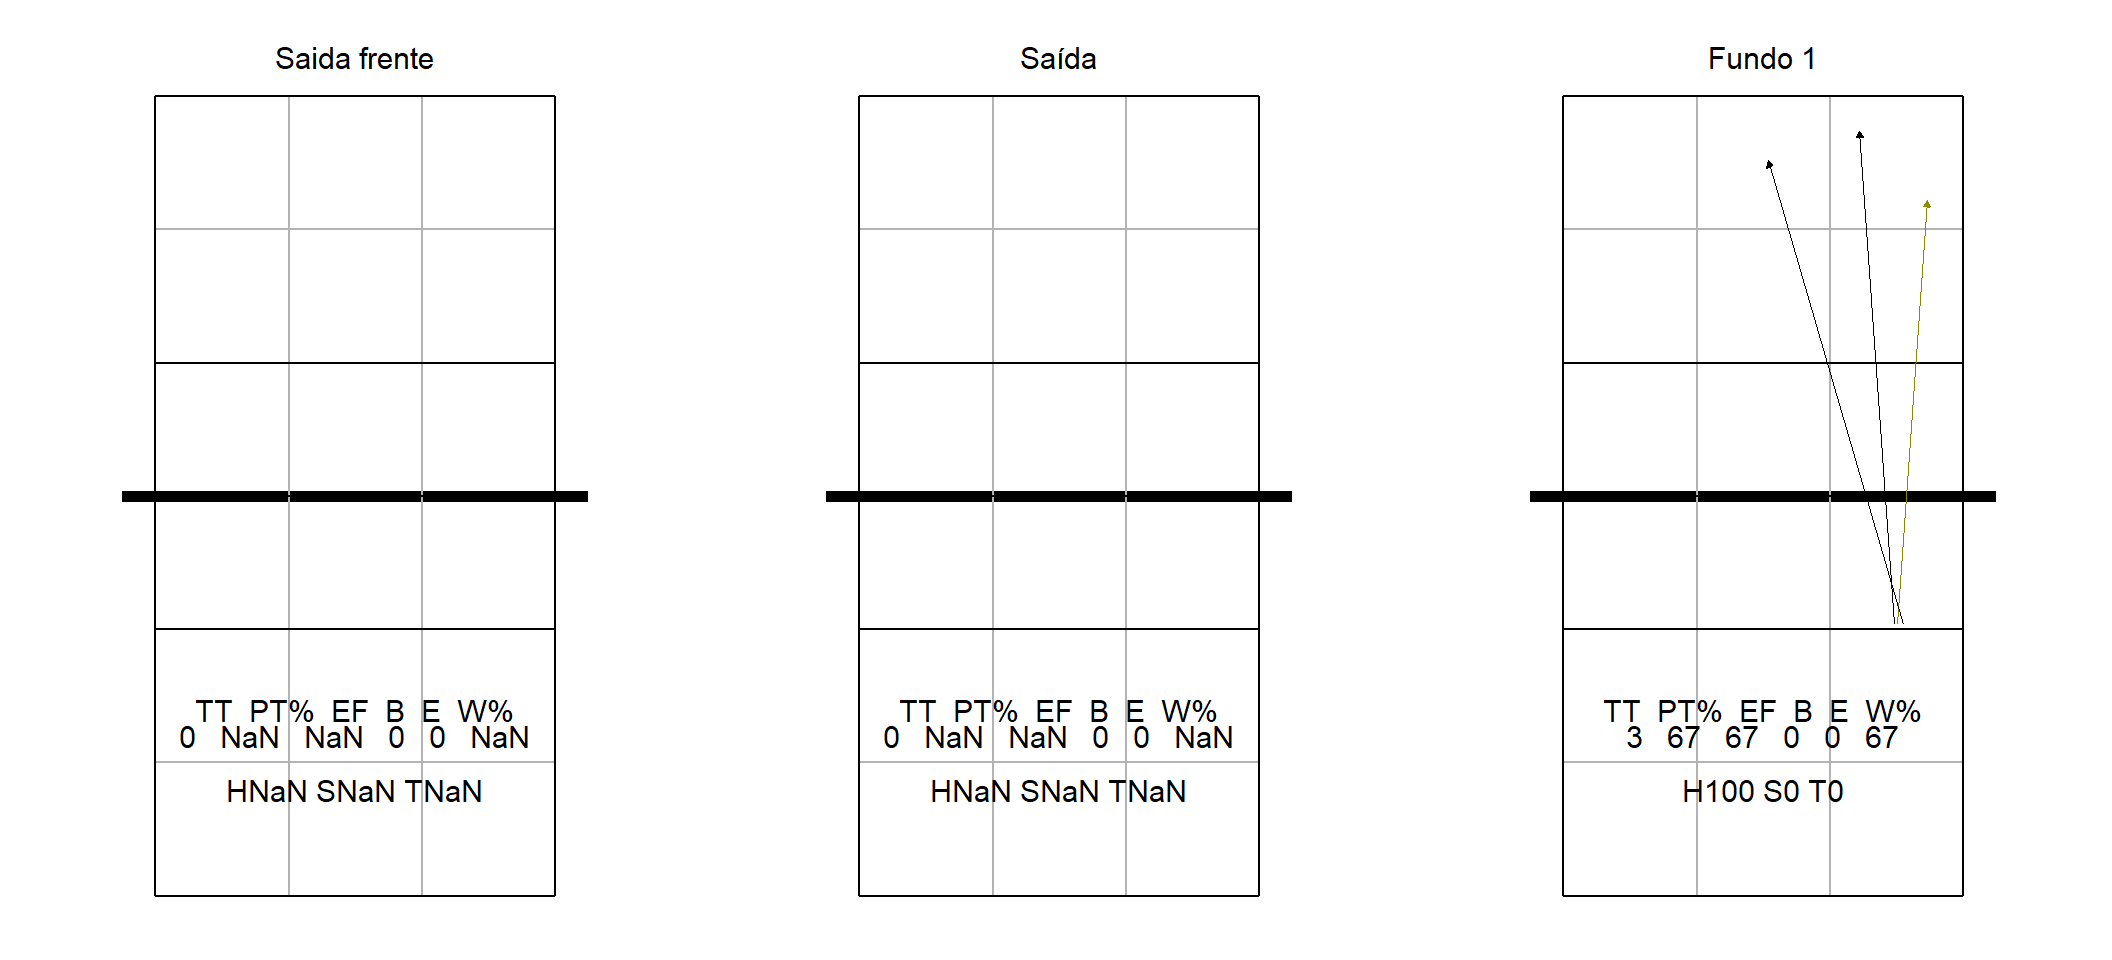 Saida frente
TT PT% EF B E W%
0 NaN NaN 0 0 NaN
HNaN SNaN TNaN
Saída
TT PT% EF B E W%
0 NaN NaN 0 0 NaN
HNaN SNaN TNaN
Fundo 1
TT PT% EF B E W%
3 67 67 0 0 67
H100 S0 T0